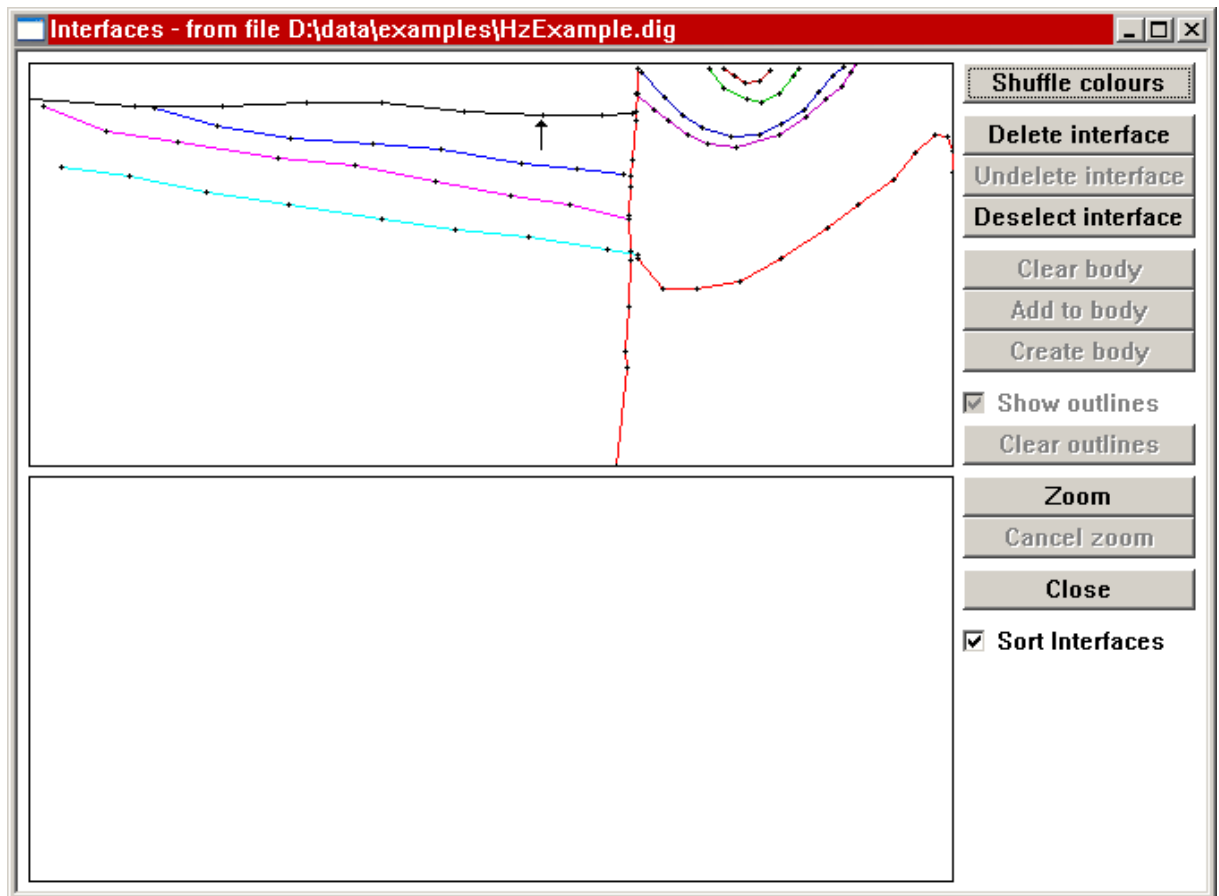 Interfaces - from file D:\data\examples\HzExample.dig
Shuffle colours
Delete interface
Undelete interface
Deselect interface
Clear body
Add to body
Create body
Show outlines
Clear outlines
Zoom
Cancel zoom
Close
Sort Interfaces